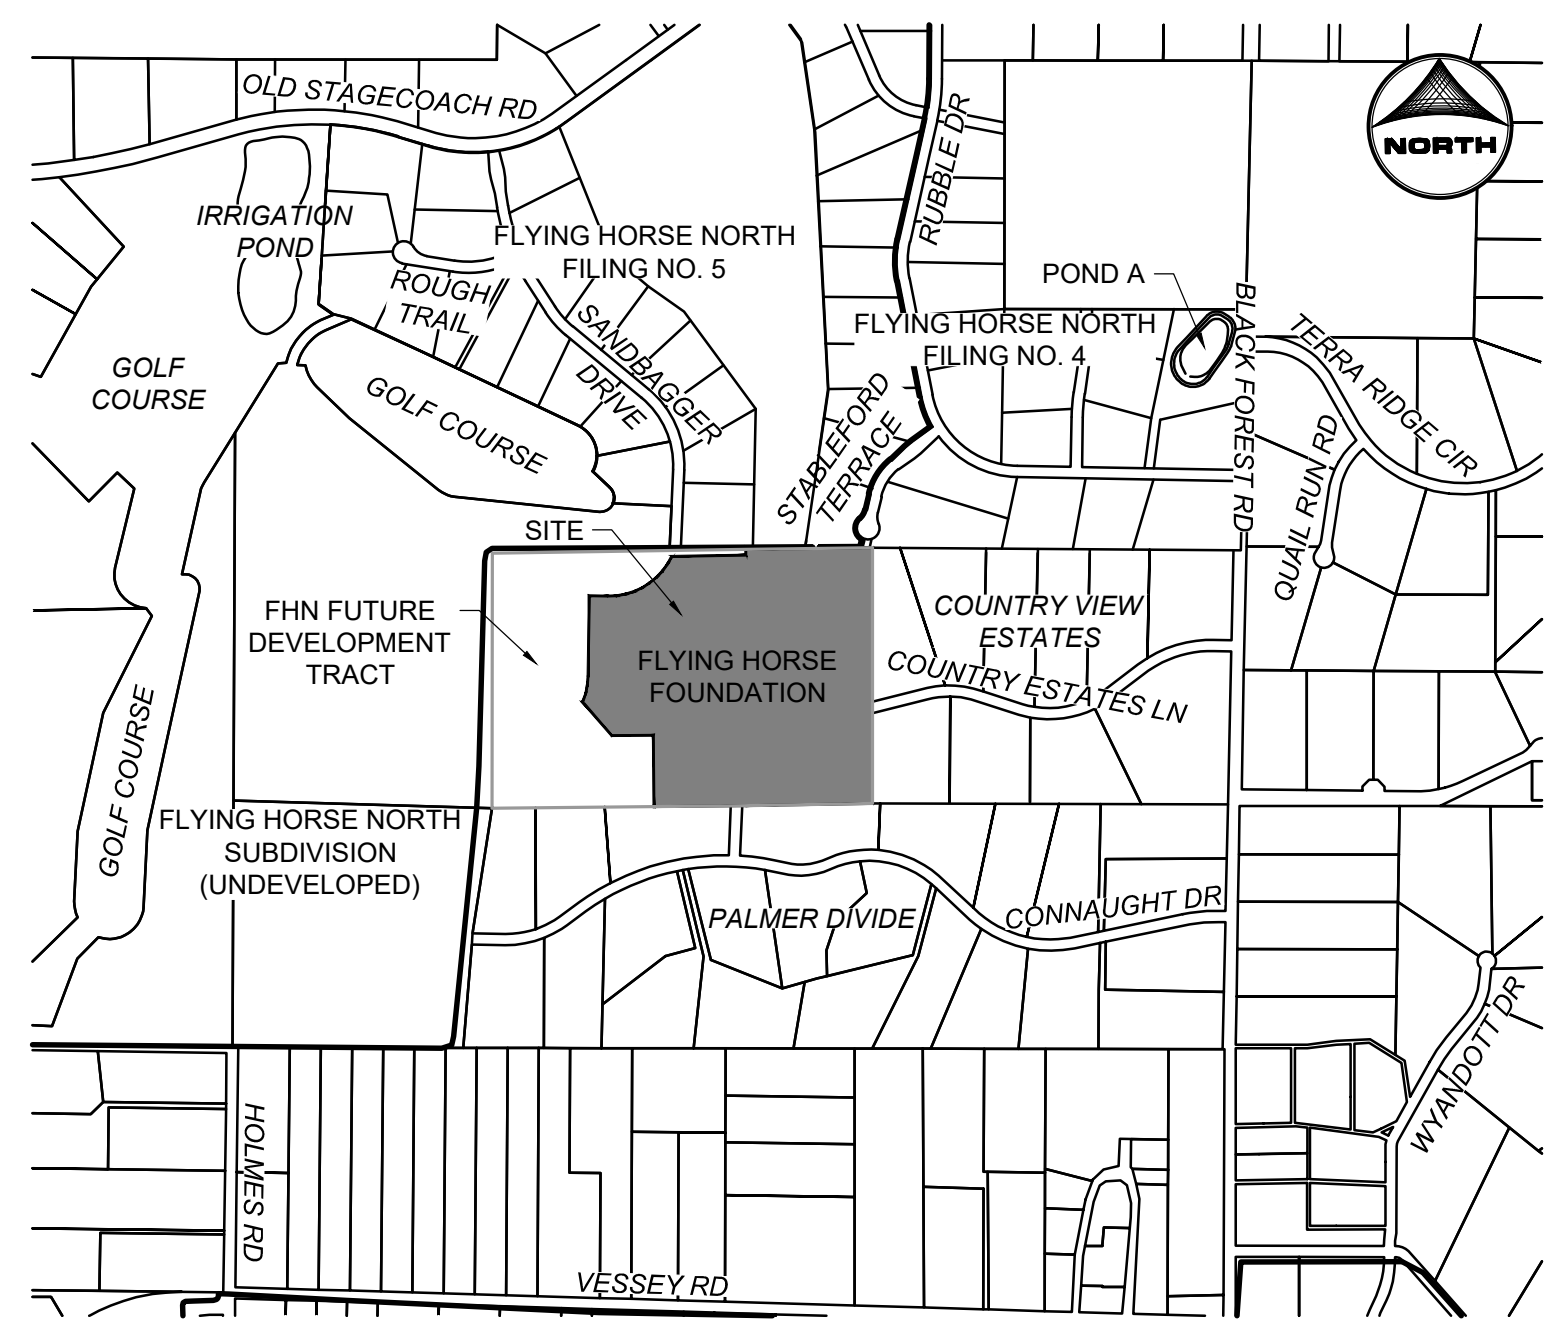 OLD STAGECOACH RD
RUBBLE DR
NORTH
IRRIGATION
POND
FLYING HORSE NORTH
FILING NO. 5
POND A
ROUGH
TRAIL
SANDBAGGER
DRIVE
FLYING HORSE NORTH
FILING NO. 4
BLACK FOREST RD
TERRA RIDGE CIR
GOLF
COURSE
GOLF COURSE
STABLEFORD
TERRACE
QUAIL RUN RD
SITE
FHN FUTURE
DEVELOPMENT
TRACT
FLYING HORSE
FOUNDATION
COUNTRY VIEW
ESTATES
COUNTRY ESTATES LN
GOLF COURSE
FLYING HORSE NORTH
SUBDIVISION
(UNDEVELOPED)
PALMER DIVIDE
CONNAUGHT DR
WYANDOTT DR
HOLMES RD
VESSEY RD